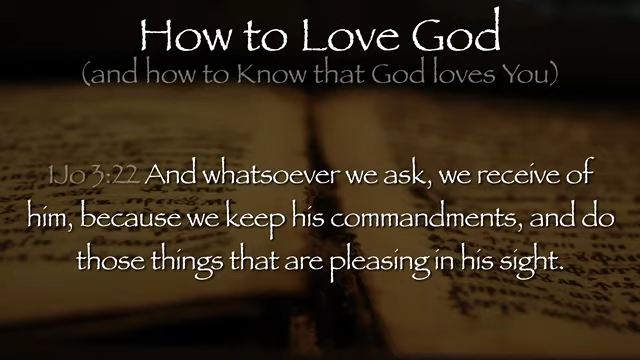 How to Love God
(and how to Know that God loves You)
1Jo 3:22 And whatsoever we ask, we receive of
him, because we keep his commandments, and do
those things that are pleasing in his sight.